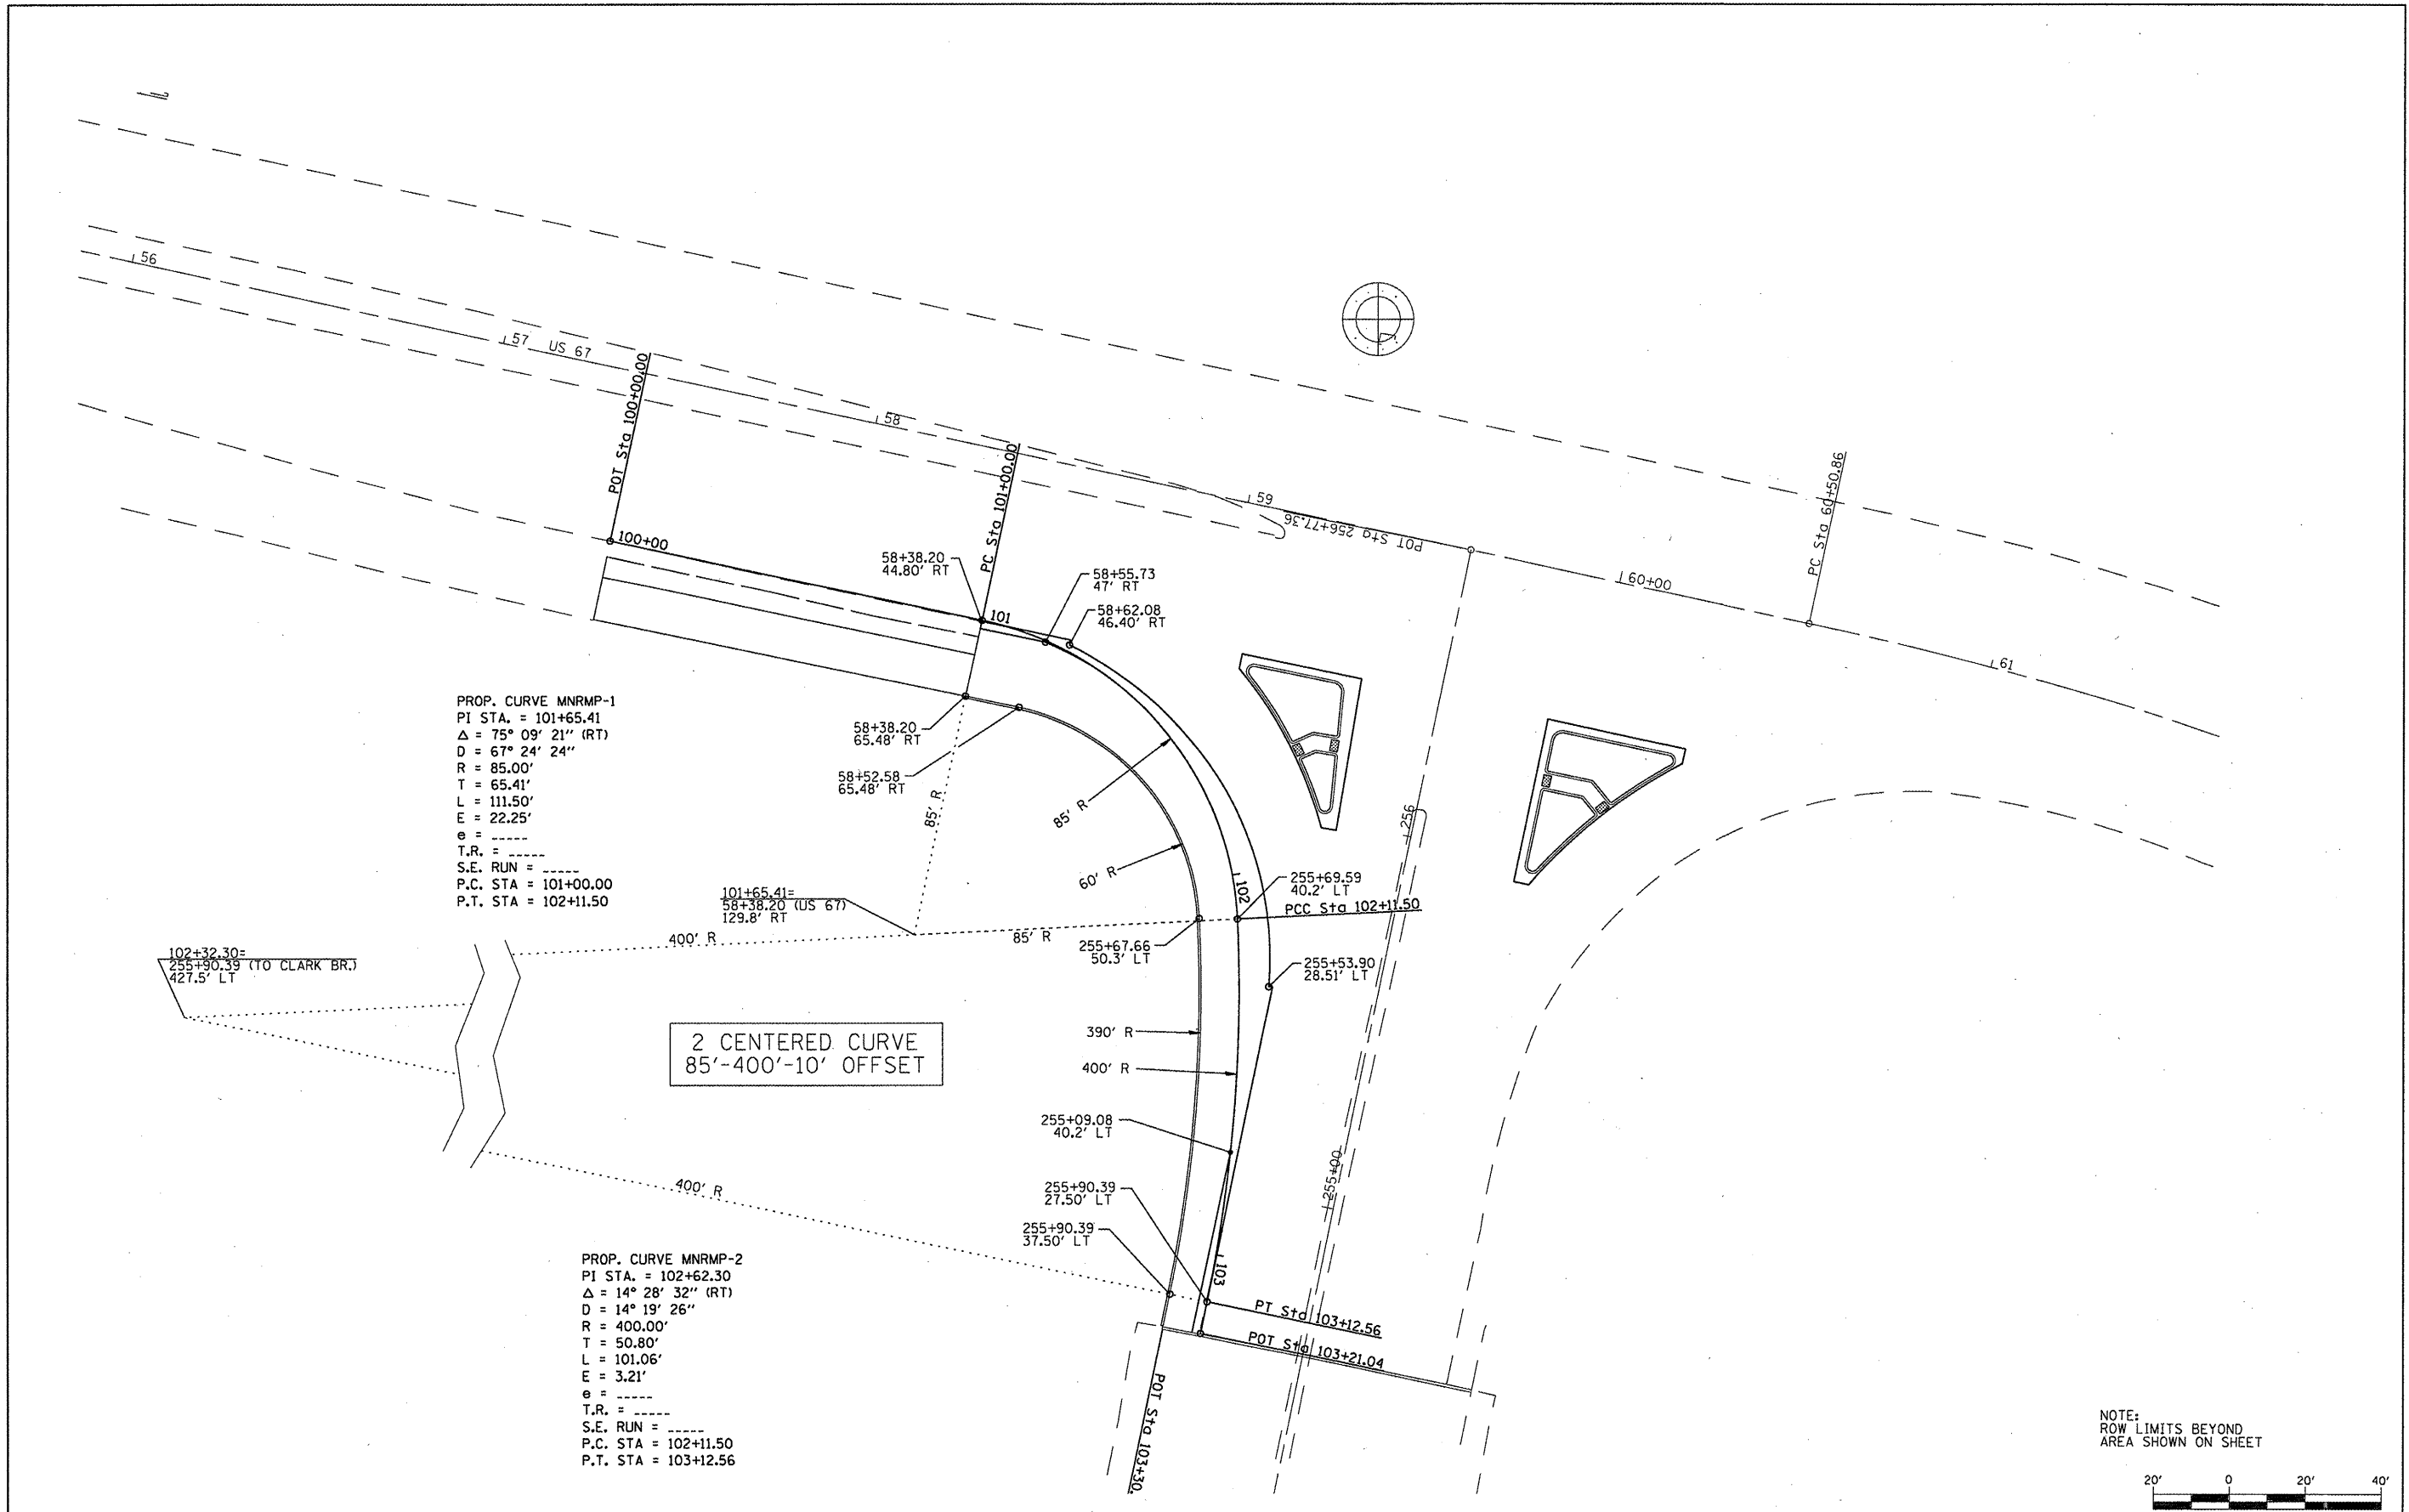 56
57 US 67
58
59
60+00
61
POT Sta 100+00.00
PC Sta 101+00.00
POT Sta 256+77.36
PC Sta 60+50.86
100+00
101
58+38.20
44.80' RT
58+55.73
47' RT
58+62.08
46.40' RT
58+38.20
65.48' RT
58+52.58
65.48' RT
PROP. CURVE MNRMP-1
PI STA. = 101+65.41
Δ = 75° 09' 21" (RT)
D = 67° 24' 24"
R = 85.00'
T = 65.41'
L = 111.50'
E = 22.25'
e = -----
T.R. = -----
S.E. RUN = -----
P.C. STA = 101+00.00
P.T. STA = 102+11.50
85' R
85' R
60' R
256
102
255+69.59
40.2' LT
PCC Sta 102+11.50
101+65.41=
58+38.20 (US 67)
129.8' RT
400' R
85' R
255+67.66
50.3' LT
102+32.30=
255+90.39 (TO CLARK BR.)
427.5' LT
255+53.90
28.51' LT
2 CENTERED CURVE
85'-400'-10' OFFSET
390' R
400' R
255+09.08
40.2' LT
255+00
400' R
255+90.39
27.50' LT
255+90.39
37.50' LT
103
PT Sta 103+12.56
POT Sta 103+21.04
POT Sta 103+30.
PROP. CURVE MNRMP-2
PI STA. = 102+62.30
Δ = 14° 28' 32" (RT)
D = 14° 19' 26"
R = 400.00'
T = 50.80'
L = 101.06'
E = 3.21'
e = -----
T.R. = -----
S.E. RUN = -----
P.C. STA = 102+11.50
P.T. STA = 103+12.56
NOTE:
ROW LIMITS BEYOND
AREA SHOWN ON SHEET
20' 0 20' 40'